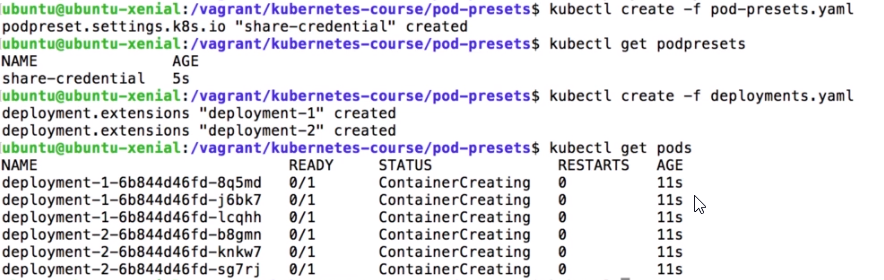 ubuntu@ubuntu-xenial:/vagrant/kubernetes-course/pod-presets$ kubectl create -f pod-presets.yaml
podpreset.settings.k8s.io "share-credential" created
ubuntu@ubuntu-xenial:/vagrant/kubernetes-course/pod-presets$ kubectl get podpresets
NAME AGE
share-credential 5s
ubuntu@ubuntu-xenial:/vagrant/kubernetes-course/pod-presets$ kubectl create -f deployments.yaml
deployment.extensions "deployment-1" created
deployment.extensions "deployment-2" created
ubuntu@ubuntu-xenial:/vagrant/kubernetes-course/pod-presets$ kubectl get pods
NAME READY STATUS RESTARTS AGE
deployment-1-6b844d46fd-8q5md 0/1 ContainerCreating 0 11s
deployment-1-6b844d46fd-j6bk7 0/1 ContainerCreating 0 11s
deployment-1-6b844d46fd-lcqhh 0/1 ContainerCreating 0 11s
deployment-2-6b844d46fd-b8gmn 0/1 ContainerCreating 0 11s
deployment-2-6b844d46fd-knkw7 0/1 ContainerCreating 0 11s
deployment-2-6b844d46fd-sg7rj 0/1 ContainerCreating 0 11s